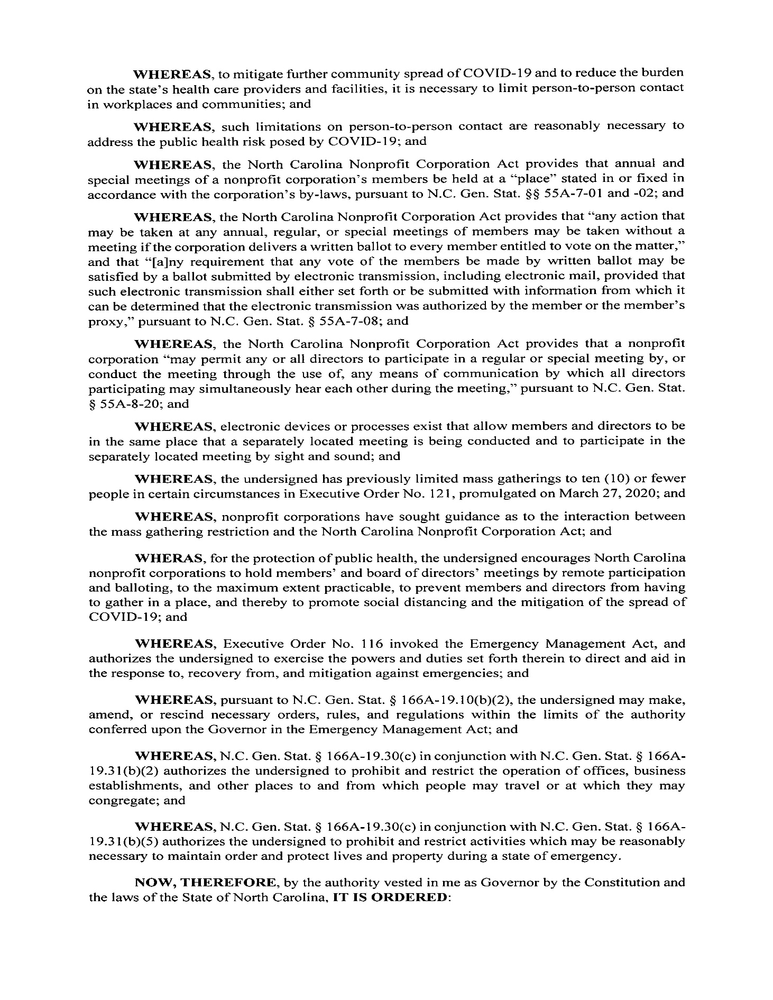 WHEREAS, to mitigate further community spread of COVID-19 and to reduce the burden
on the state's health care providers and facilities, it is necessary to limit person-to-person contact
in workplaces and communities; and
WHEREAS, such limitations on person-to-person contact are reasonably necessary to
address the public health risk posed by COVID-19; and
WHEREAS, the North Carolina Nonprofit Corporation Act provides that annual and
special meetings of a nonprofit corporation's members be held at a “place” stated in or fixed in
accordance with the corporation's by-laws, pursuant to N.C. Gen. Stat. §§ 55A-7-01 and -02; and
WHEREAS, the North Carolina Nonprofit Corporation Act provides that “any action that
may be taken at any annual, regular, or special meetings of members may be taken without a
meeting if the corporation delivers a written ballot to every member entitled to vote on the matter,”
and that “[a]ny requirement that any vote of the members be made by written ballot may be
satisfied by a ballot submitted by electronic transmission, including electronic mail, provided that
such electronic transmission shall either set forth or be submitted with information from which it
can be determined that the electronic transmission was authorized by the member or the member's
proxy,” pursuant to N.C. Gen. Stat. § 55A-7-08; and
WHEREAS, the North Carolina Nonprofit Corporation Act provides that a nonprofit
corporation “may permit any or all directors to participate in a regular or special meeting by, or
conduct the meeting through the use of, any means of communication by which all directors
participating may simultaneously hear each other during the meeting,” pursuant to N.C. Gen. Stat.
§ 55A-8-20; and
WHEREAS, electronic devices or processes exist that allow members and directors to be
in the same place that a separately located meeting is being conducted and to participate in the
separately located meeting by sight and sound; and
WHEREAS, the undersigned has previously limited mass gatherings to ten (10) or fewer
people in certain circumstances in Executive Order No. 121, promulgated on March 27, 2020; and
WHEREAS, nonprofit corporations have sought guidance as to the interaction between
the mass gathering restriction and the North Carolina Nonprofit Corporation Act; and
WHERAS, for the protection of public health, the undersigned encourages North Carolina
nonprofit corporations to hold members' and board of directors' meetings by remote participation
and balloting, to the maximum extent practicable, to prevent members and directors from having
to gather in a place, and thereby to promote social distancing and the mitigation of the spread of
COVID-19; and
WHEREAS, Executive Order No. 116 invoked the Emergency Management Act, and
authorizes the undersigned to exercise the powers and duties set forth therein to direct and aid in
the response to, recovery from, and mitigation against emergencies; and
WHEREAS, pursuant to N.C. Gen. Stat. § 166A-19.10(b)(2), the undersigned may make,
amend, or rescind necessary orders, rules, and regulations within the limits of the authority
conferred upon the Governor in the Emergency Management Act; and
WHEREAS, N.C. Gen. Stat. § 166A-19.30(c) in conjunction with N.C. Gen. Stat. § 166A-
19.31(b)(2) authorizes the undersigned to prohibit and restrict the operation of offices, business
establishments, and other places to and from which people may travel or at which they may
congregate; and
WHEREAS, N.C. Gen. Stat. § 166A-19.30(c) in conjunction with N.C. Gen. Stat. § 166A-
19.31(b)(5) authorizes the undersigned to prohibit and restrict activities which may be reasonably
necessary to maintain order and protect lives and property during a state of emergency.
NOW, THEREFORE, by the authority vested in me as Governor by the Constitution and
the laws of the State of North Carolina, IT IS ORDERED: